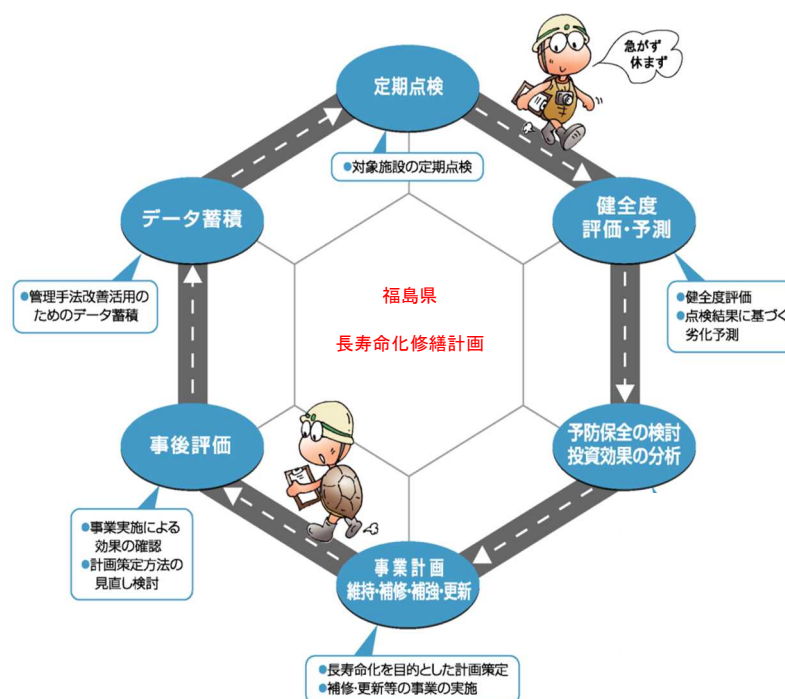 定期点検
急がず
休まず
●対象施設の定期点検
健全度
評価・予測
●健全度評価
●点検結果に基づく
劣化予測
福島県
長寿命化修繕計画
データ蓄積
●管理手法改善活用の
ためのデータ蓄積
予防保全の検討
投資効果の分析
事業計画
維持・補修・補強・更新
●長寿命化を目的とした計画策定
●補修・更新等の事業の実施
事後評価
●事業実施による
効果の確認
●計画策定方法の
見直し検討